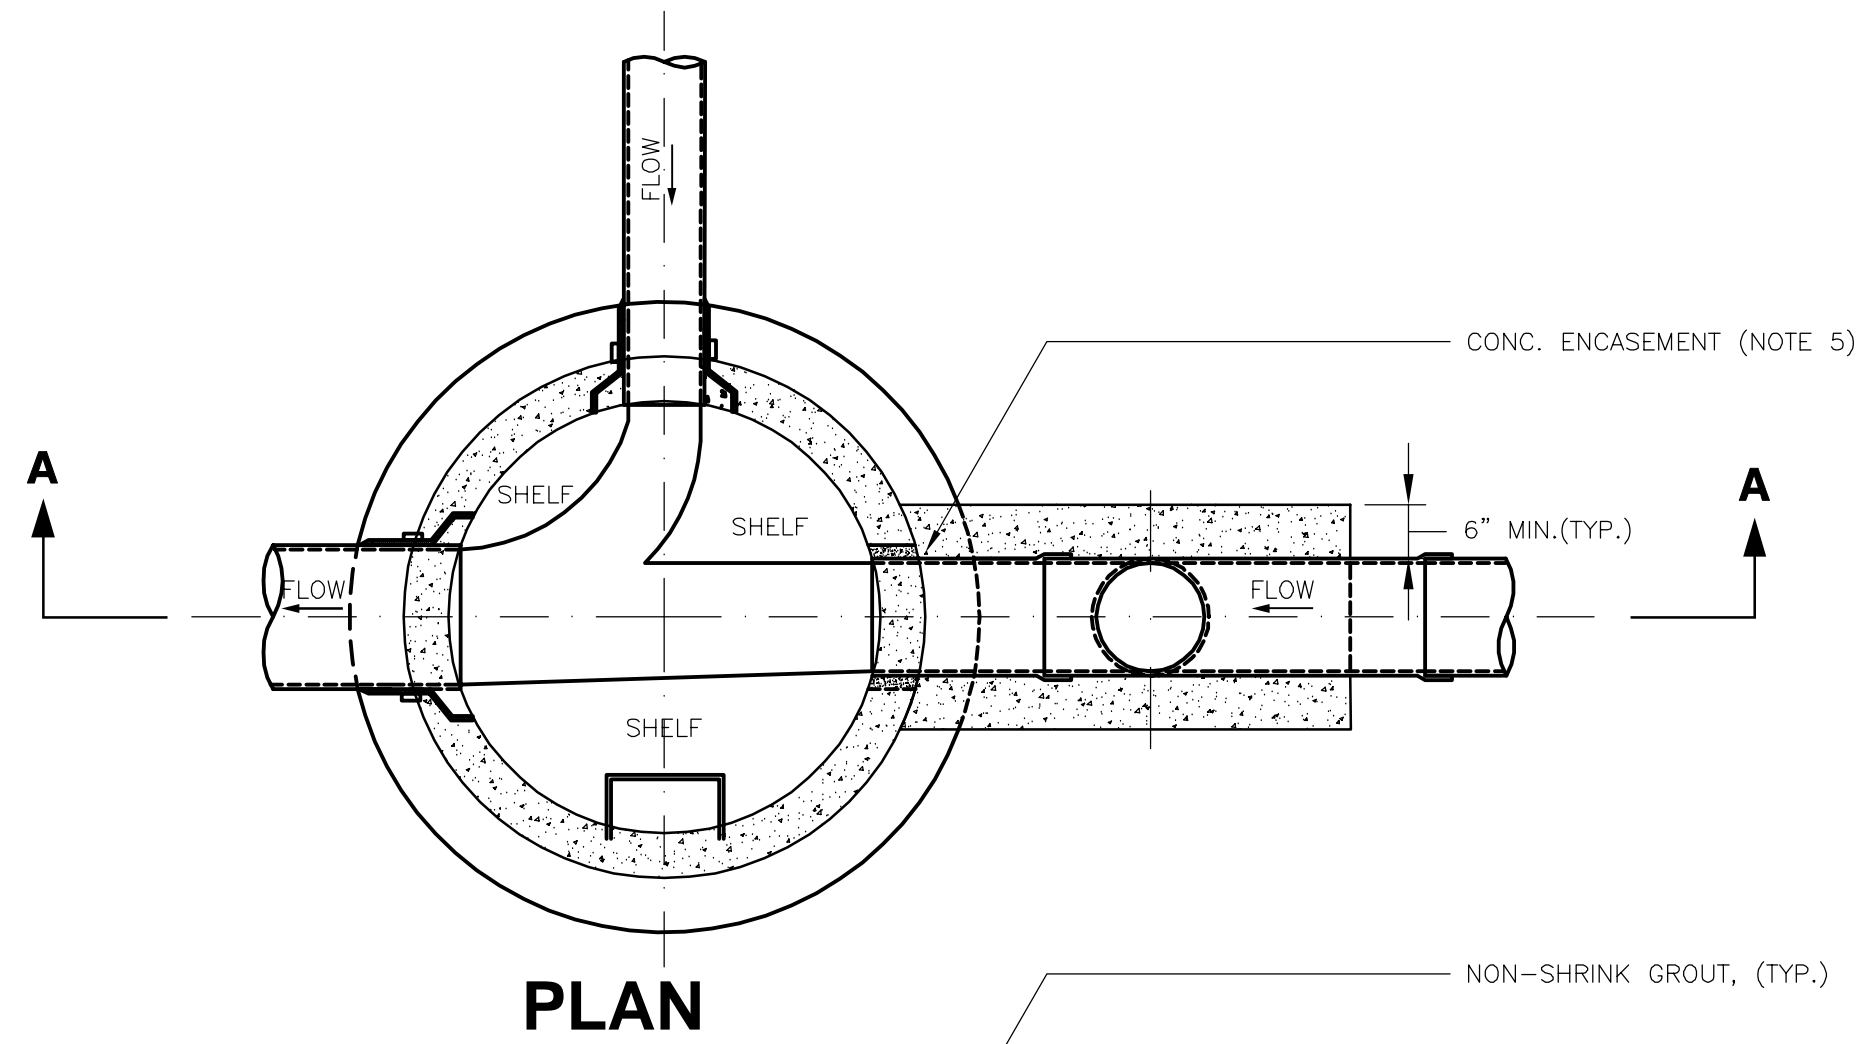 FLOW
CONC. ENCASEMENT (NOTE 5)
A
A
SHELF
SHELF
6" MIN.(TYP.)
FLOW
FLOW
SHELF
NON-SHRINK GROUT, (TYP.)
PLAN